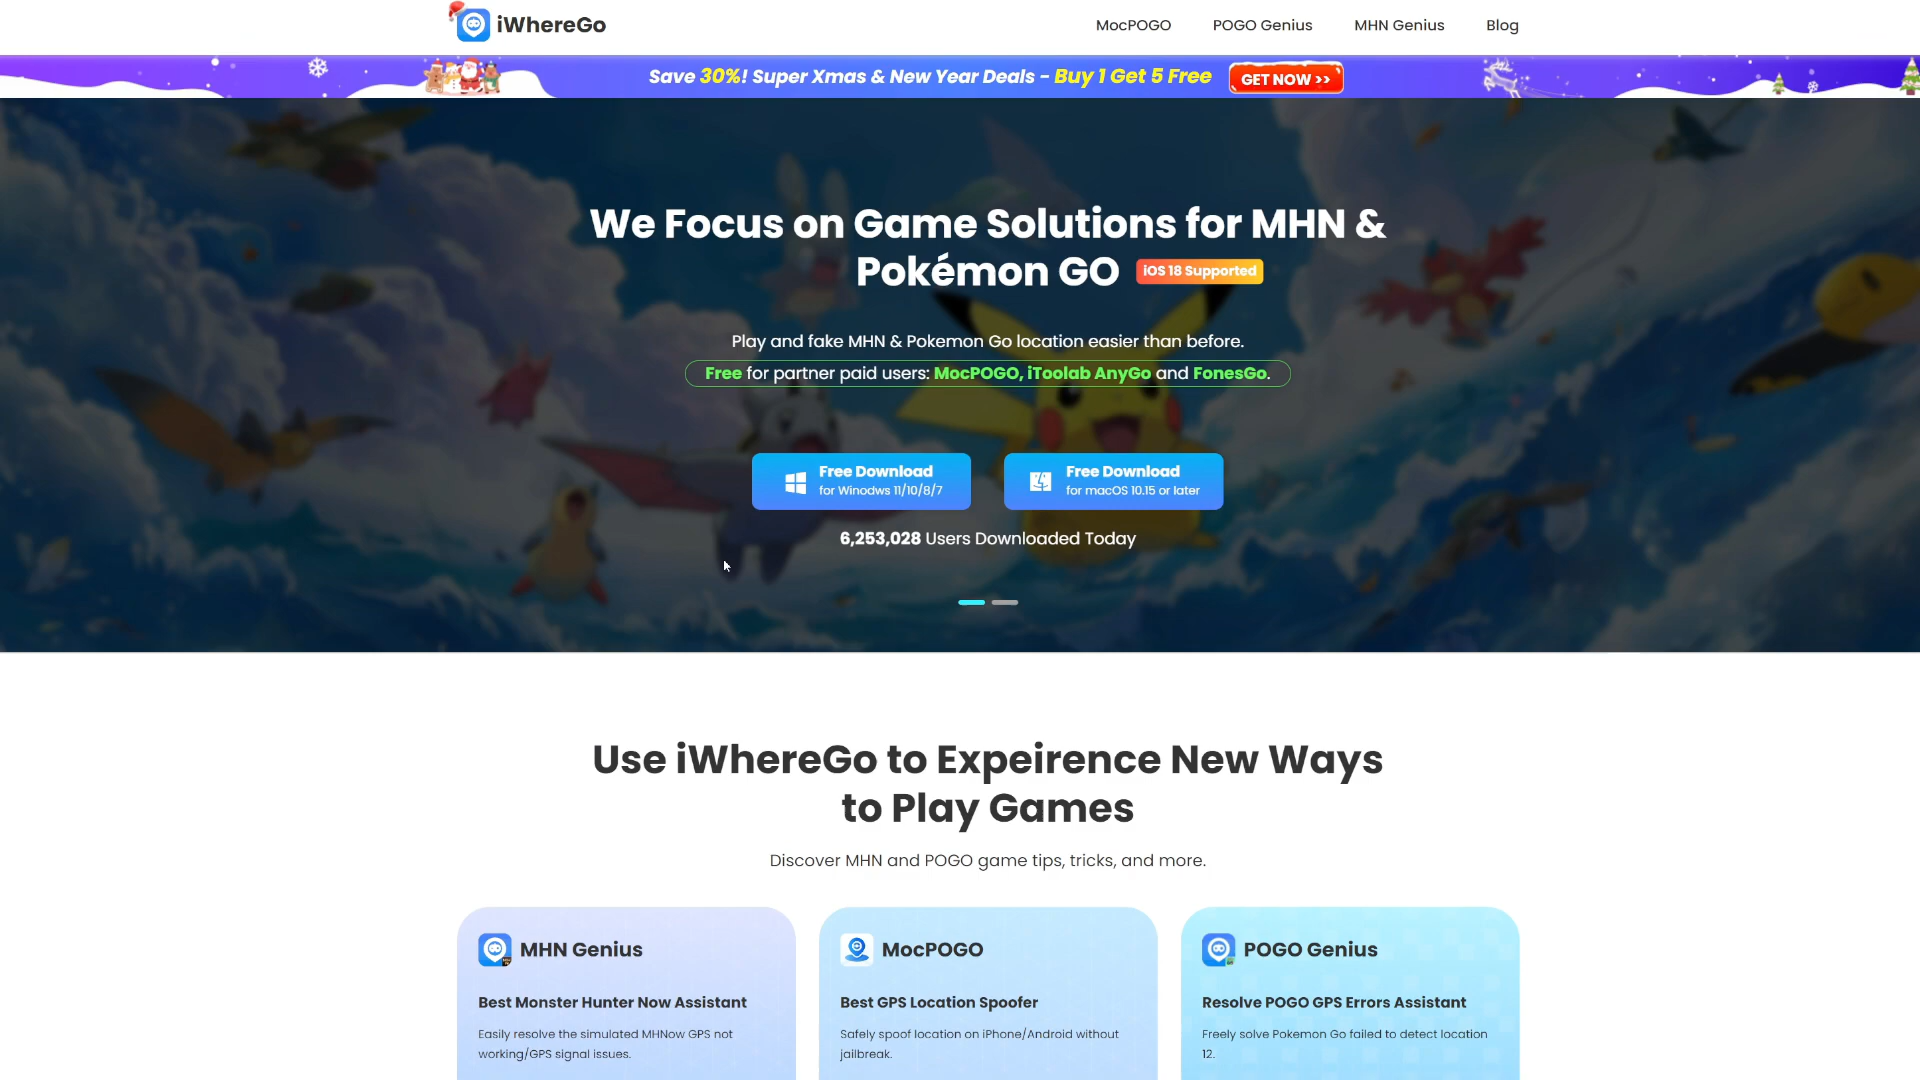 iWhereGo
MocPOGO
POGO Genius
MHN Genius
Blog
Save 30%! Super Xmas & New Year Deals - Buy 1 Get 5 Free
GET NOW >>
We Focus on Game Solutions for MHN &
Pokémon GO
iOS 18 Supported
Play and fake MHN & Pokemon Go location easier than before.
Free for partner paid users: MocPOGO, iToolab AnyGo and FonesGo.
Free Download
for Winodws 11/10/8/7
Free Download
for macOS 10.15 or later
6,253,028 Users Downloaded Today
Use iWhereGo to Expeirence New Ways
to Play Games
Discover MHN and POGO game tips, tricks, and more.
MHN Genius
Best Monster Hunter Now Assistant
Easily resolve the simulated MHNow GPS not
working/GPS signal issues.
MocPOGO
Best GPS Location Spoofer
Safely spoof location on iPhone/Android without
jailbreak.
POGO Genius
Resolve POGO GPS Errors Assistant
Freely solve Pokemon Go failed to detect location
12.